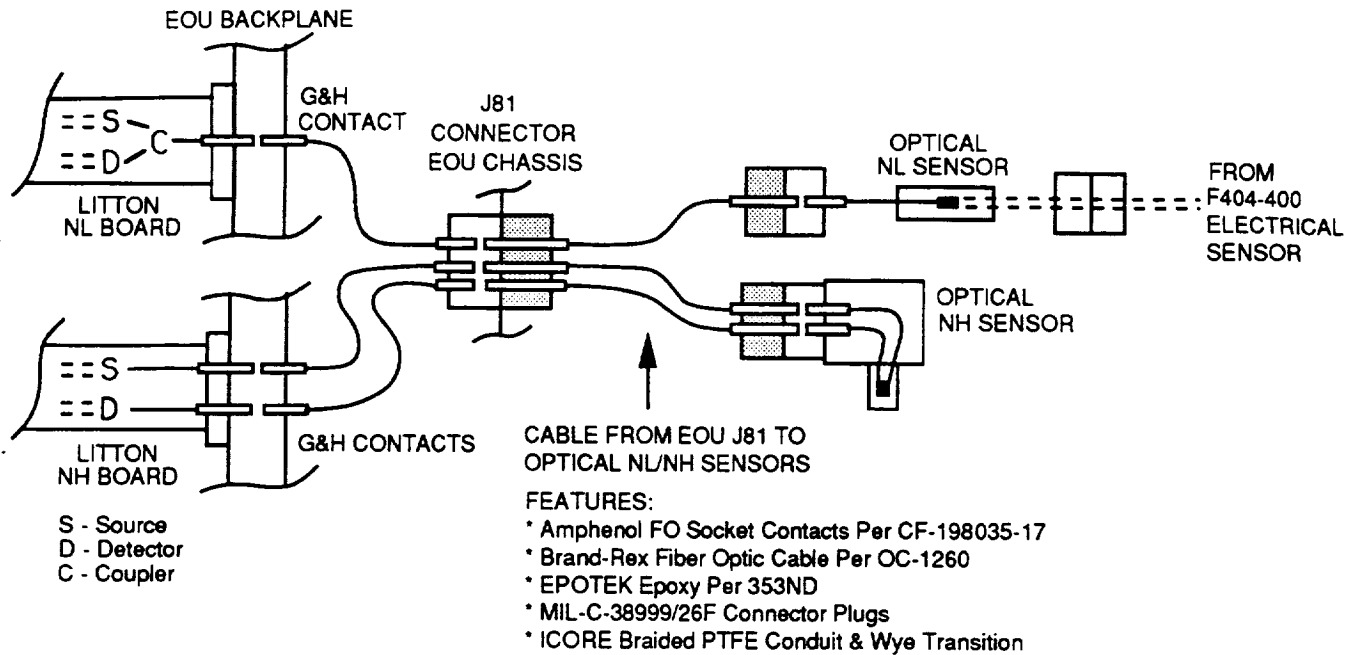 EOU BACKPLANE
G&H
CONTACT
S
C
D
LITTON
NL BOARD
J81
CONNECTOR
EOU CHASSIS
OPTICAL
NL SENSOR
FROM
F404-400
ELECTRICAL
SENSOR
OPTICAL
NH SENSOR
S
D
LITTON
NH BOARD
G&H CONTACTS
S - Source
D - Detector
C - Coupler
CABLE FROM EOU J81 TO
OPTICAL NL/NH SENSORS
FEATURES:
* Amphenol FO Socket Contacts Per CF-198035-17
* Brand-Rex Fiber Optic Cable Per OC-1260
* EPOTEK Epoxy Per 353ND
* MIL-C-38999/26F Connector Plugs
* ICORE Braided PTFE Conduit & Wye Transition